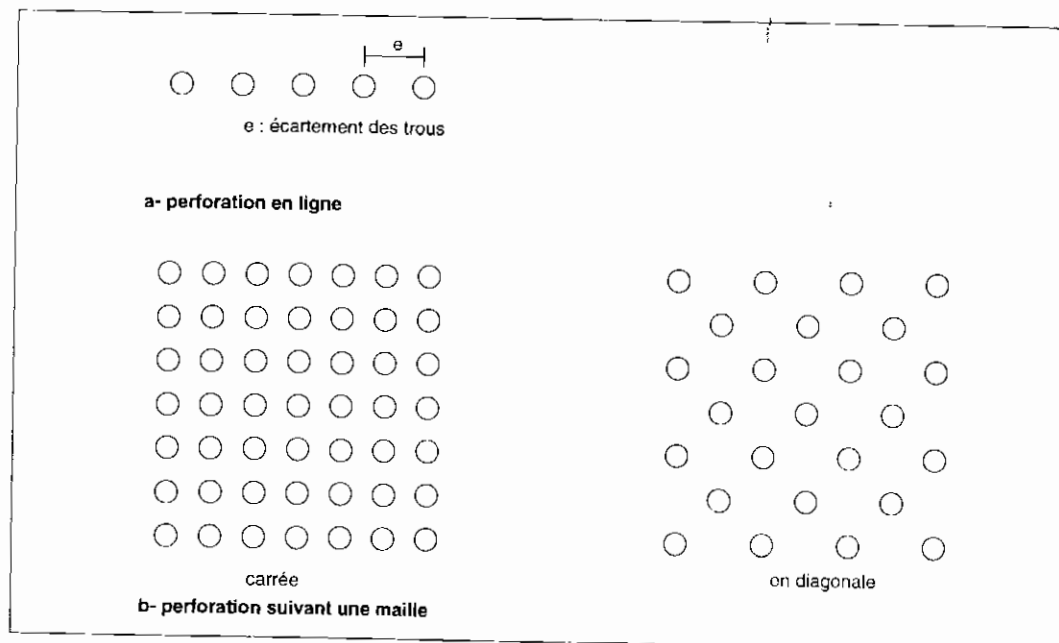 e
e : écartement des trous
a- perforation en ligne
carrée
en diagonale
b- perforation suivant une maille